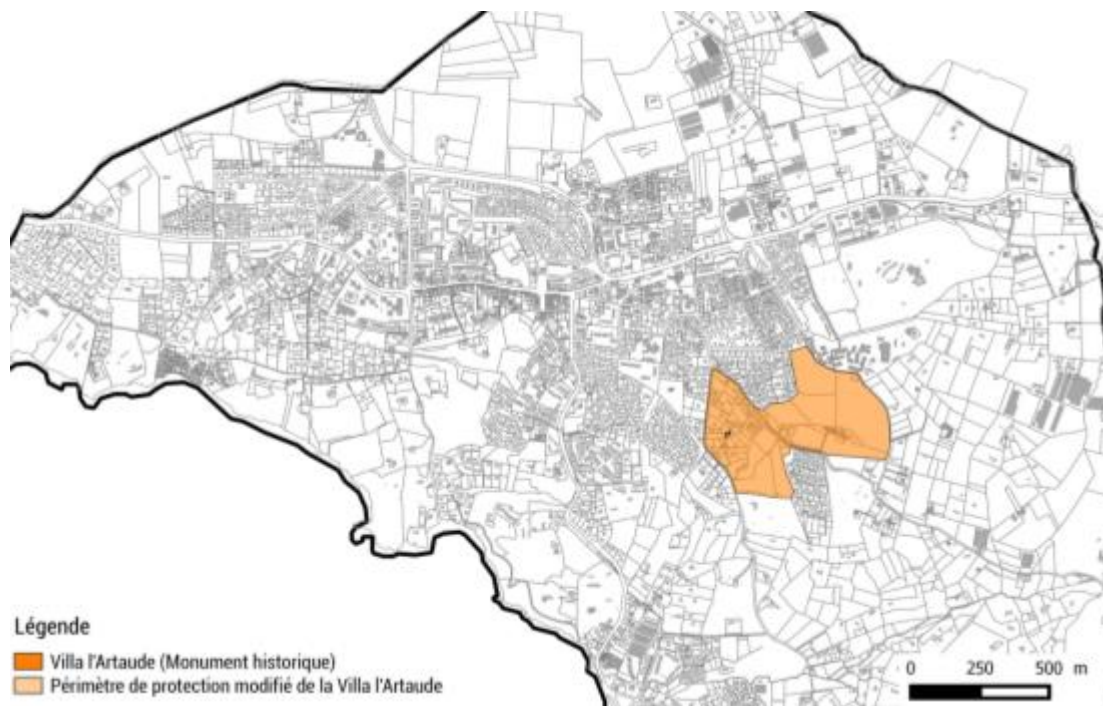 Légende
Villa l'Artaude (Monument historique)
Périmètre de protection modifié de la Villa l'Artaude
0 250 500 m